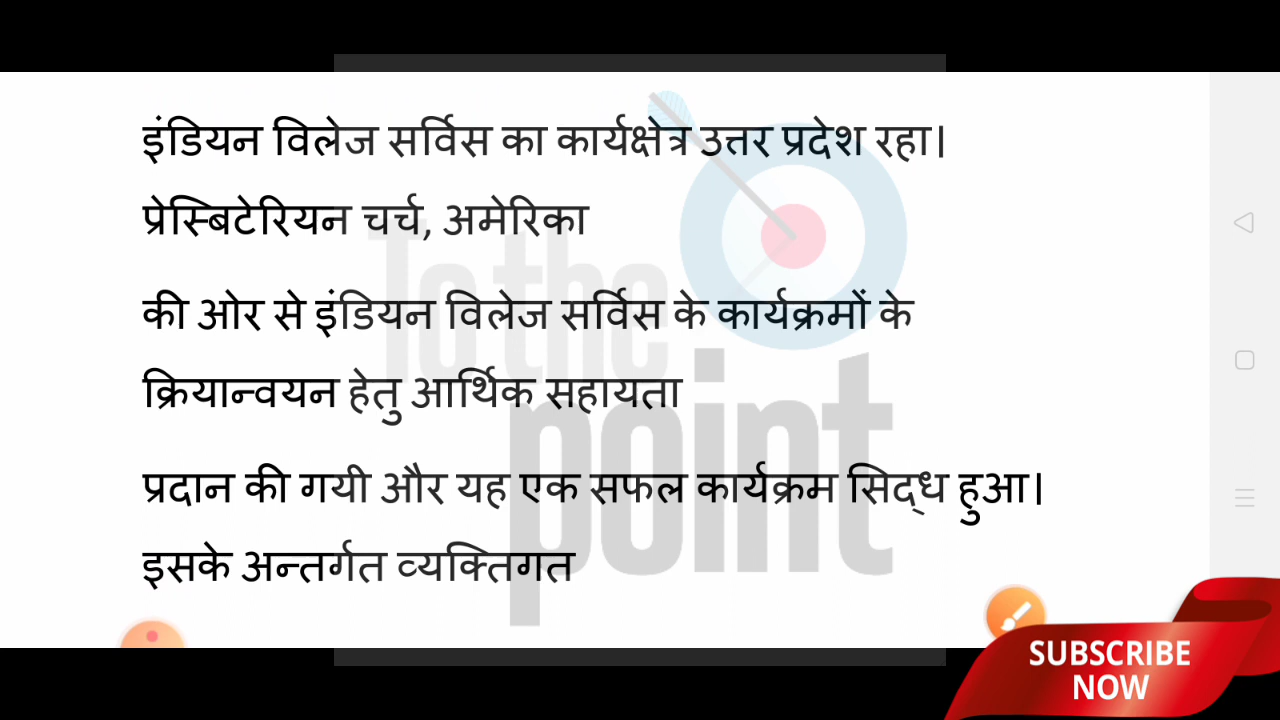 इंडियन विलेज सर्विस का कार्यक्षेत्र उत्तर प्रदेश रहा।
प्रेस्बिटेरियन चर्च, अमेरिका
की ओर से इंडियन विलेज सर्विस के कार्यक्रमों के
क्रियान्वयन हेतु आर्थिक सहायता
प्रदान की गयी और यह एक सफल कार्यक्रम सिद्ध हुआ।
इसके अन्तर्गत व्यक्तिगत
To the
point
SUBSCRIBE
NOW